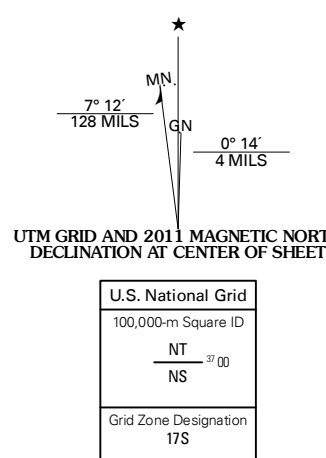 ★
MN.
GN
7° 12´
128 MILS
0° 14´
4 MILS
UTM GRID AND 2011 MAGNETIC NORT
DECLINATION AT CENTER OF SHEET
U.S. National Grid
100,000-m Square ID
NT
37 00
NS
Grid Zone Designation
17S